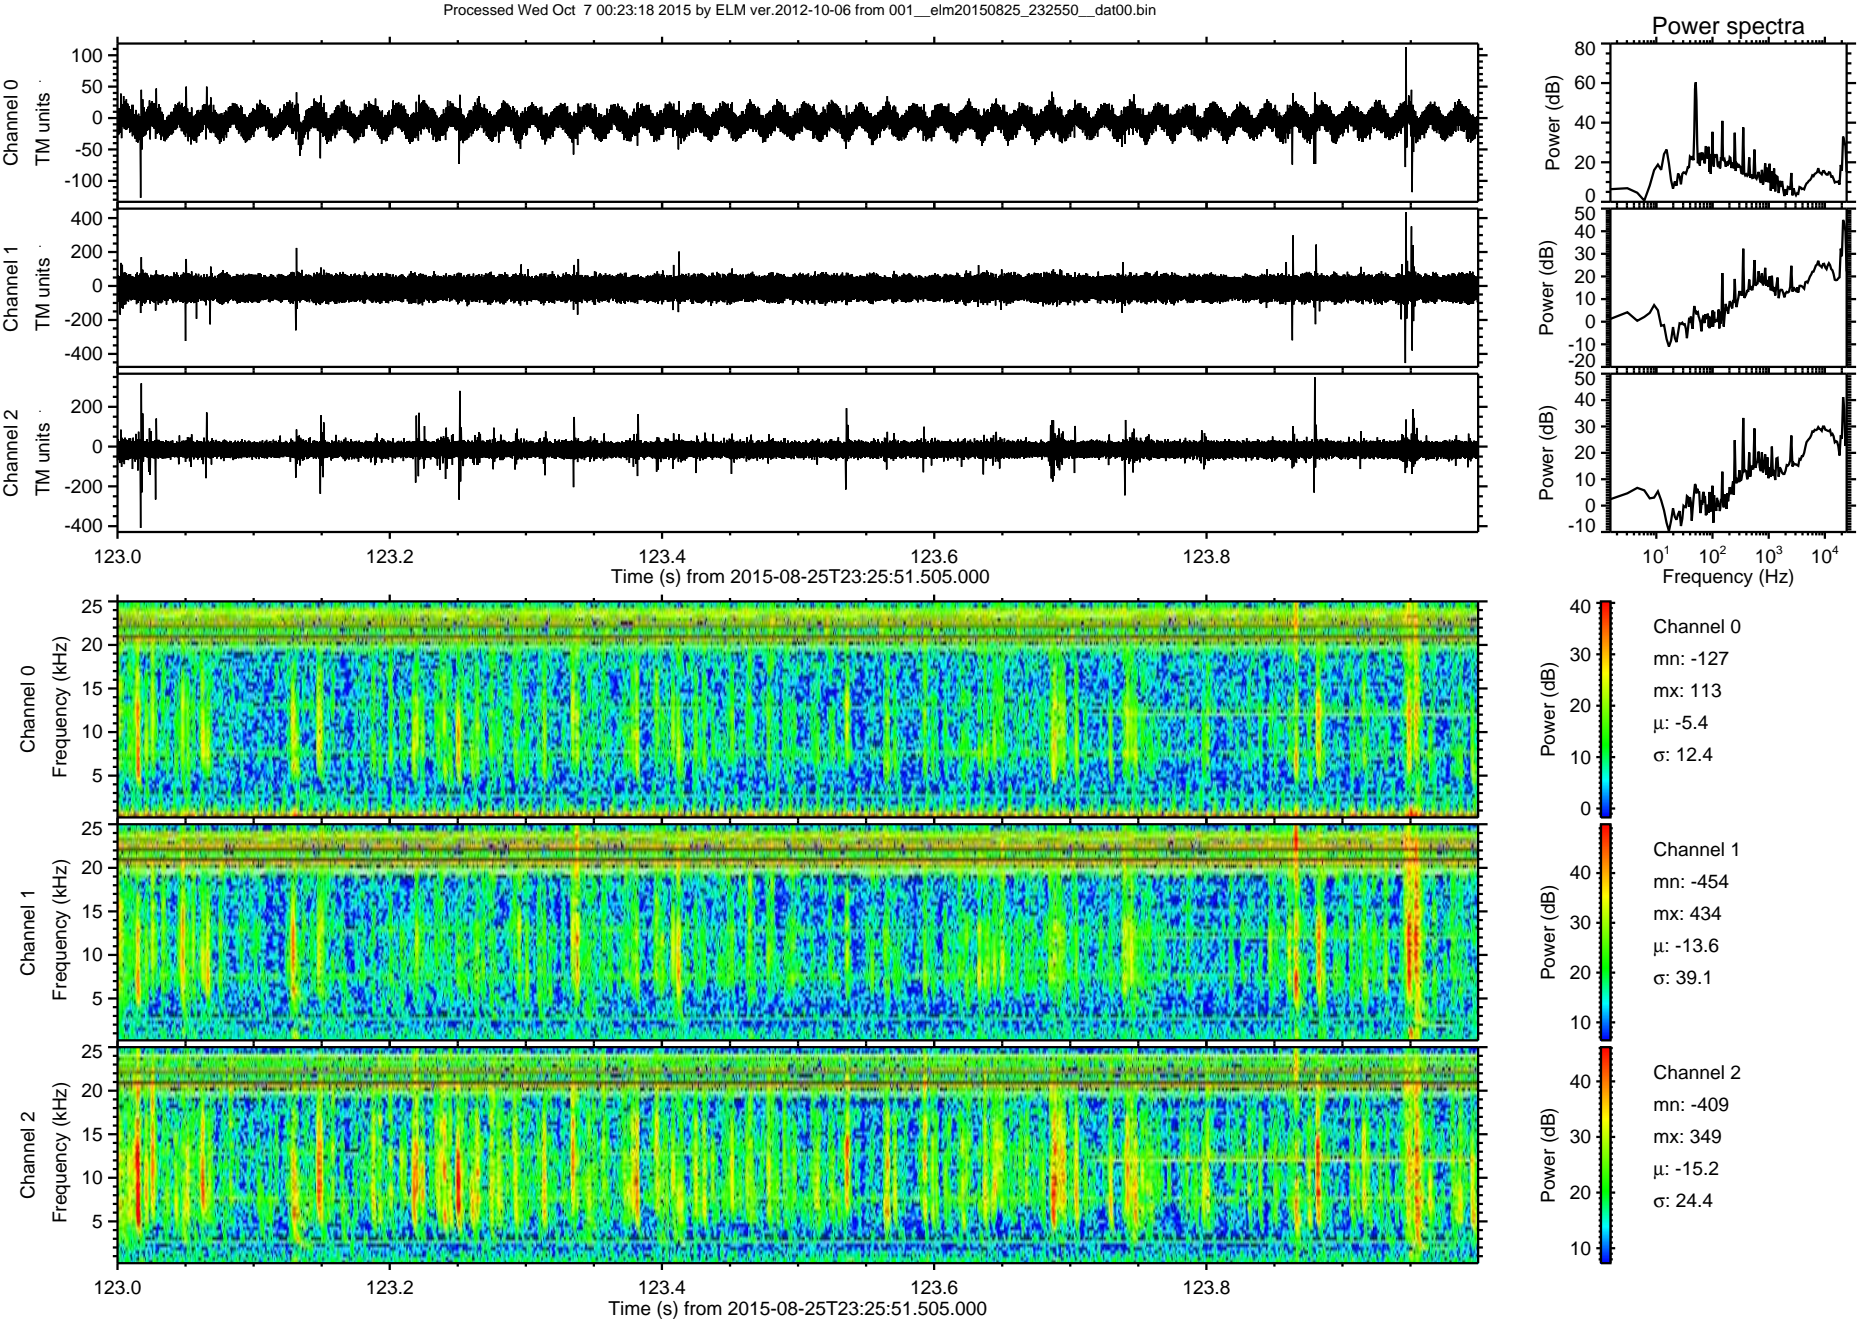 Processed Wed Oct 7 00:23:18 2015 by ELM ver.2012-10-06 from 001__elm20150825_232550__dat00.bin
Power spectra
Channel 0
TM units
100
50
0
-50
-100
Power (dB)
80
60
40
20
0
Channel 1
TM units
400
200
0
-200
-400
Power (dB)
50
40
30
20
10
0
-10
-20
Channel 2
TM units
200
0
-200
-400
Power (dB)
50
40
30
20
10
0
-10
123.0 123.2 123.4 123.6 123.8
Time (s) from 2015-08-25T23:25:51.505.000
10^1 10^2 10^3 10^4
Frequency (Hz)
Channel 0
Frequency (kHz)
25
20
15
10
5
Power (dB)
40
30
20
10
0
Channel 0
mn: -127
mx: 113
μ: -5.4
σ: 12.4
Channel 1
Frequency (kHz)
25
20
15
10
5
Power (dB)
40
30
20
10
Channel 1
mn: -454
mx: 434
μ: -13.6
σ: 39.1
Channel 2
Frequency (kHz)
25
20
15
10
5
Power (dB)
40
30
20
10
Channel 2
mn: -409
mx: 349
μ: -15.2
σ: 24.4
123.0 123.2 123.4 123.6 123.8
Time (s) from 2015-08-25T23:25:51.505.000